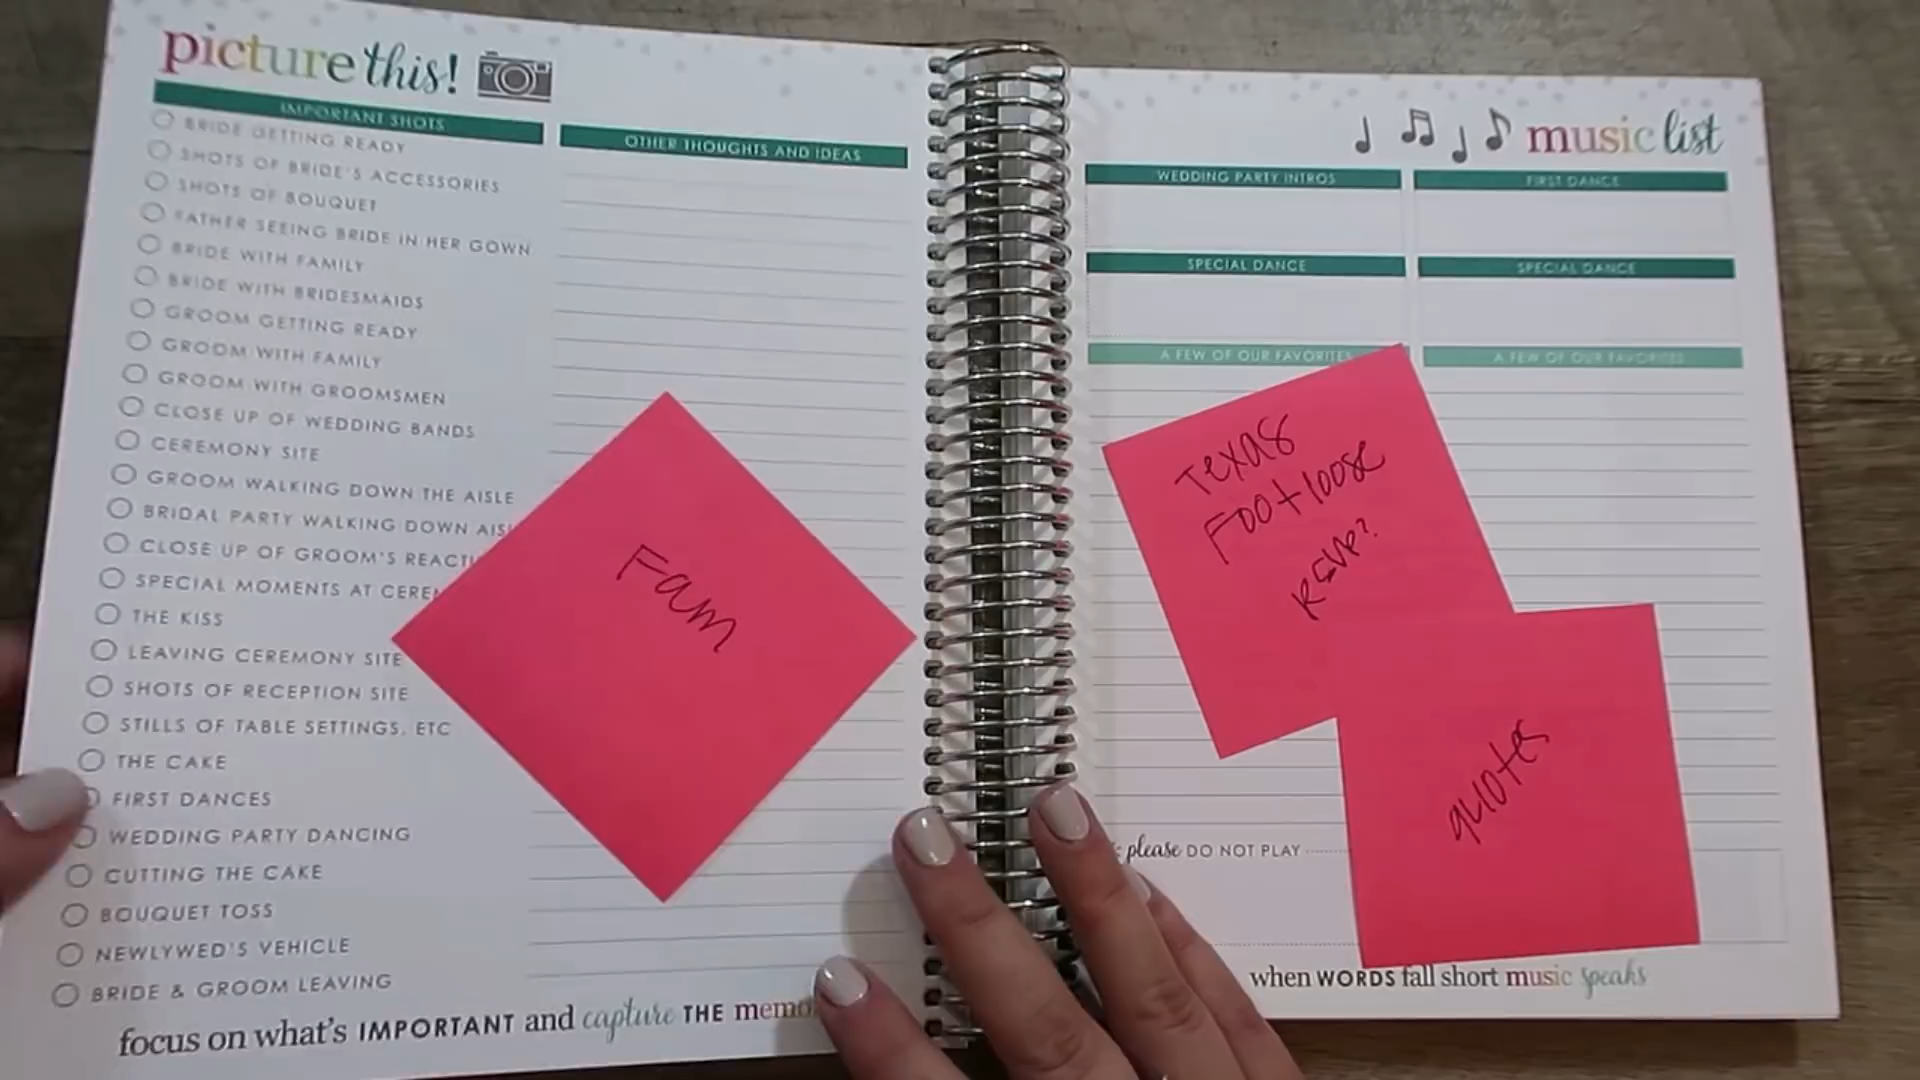 picture this!
IMPORTANT SHOTS
BRIDE GETTING READY
SHOTS OF BRIDE'S ACCESSORIES
SHOTS OF BOUQUET
FATHER SEEING BRIDE IN HER GOWN
BRIDE WITH FAMILY
BRIDE WITH BRIDESMAIDS
GROOM GETTING READY
GROOM WITH FAMILY
GROOM WITH GROOMSMEN
CLOSE UP OF WEDDING BANDS
CEREMONY SITE
GROOM WALKING DOWN THE AISLE
BRIDAL PARTY WALKING DOWN
CLOSE UP OF GROOM'S
SPECIAL MOMENTS AT
THE KISS
LEAVING CEREMONY SITE
SHOTS OF RECEPTION SITE
STILLS OF TABLE SETTINGS, ETC
THE CAKE
FIRST DANCES
WEDDING PARTY DANCING
CUTTING THE CAKE
BOUQUET TOSS
NEWLYWED'S VEHICLE
BRIDE & GROOM LEAVING
OTHER THOUGHTS AND IDEAS
Fam
focus on what's IMPORTANT and capture THE
music list
WEDDING PARTY INTROS
FIRST DANCE
SPECIAL DANCE
SPECIAL DANCE
A FEW OF OUR FAVORITES
A FEW OF OUR FAVORITES
Texas
Footloose
RSVP?
quotes
please DO NOT PLAY
when WORDS fall short music speaks